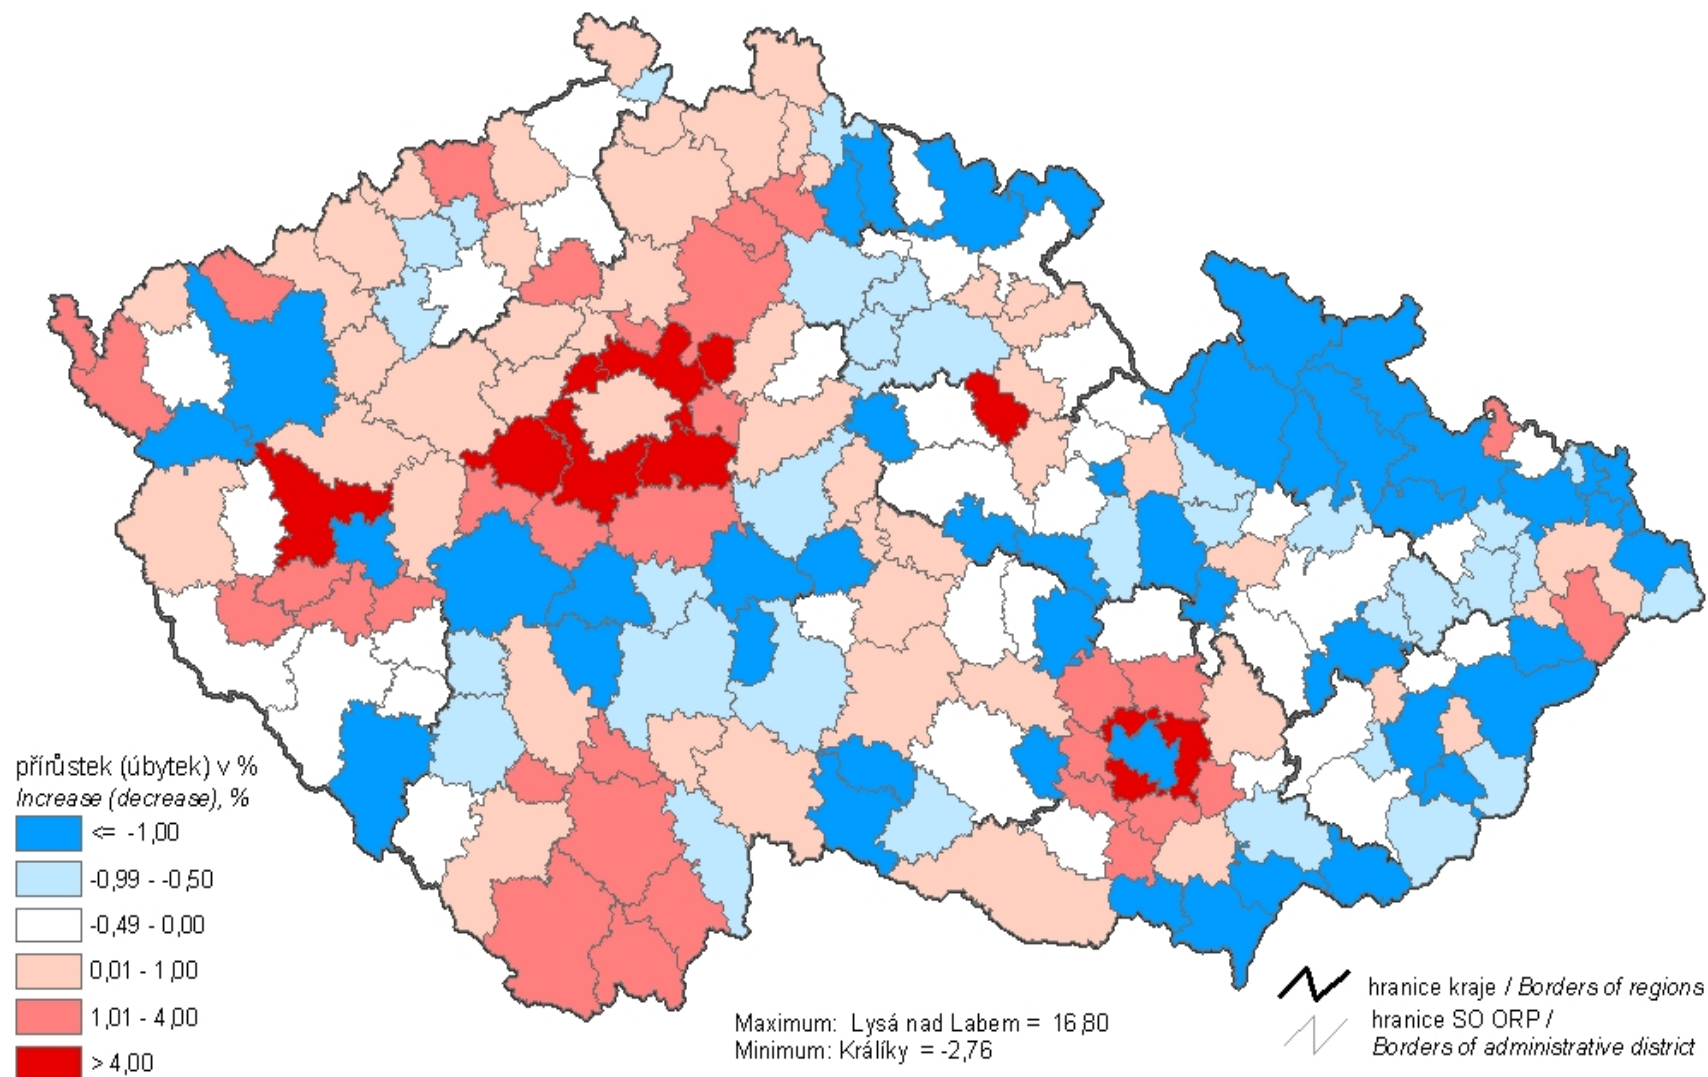 přírůstek (úbytek) v %
Increase (decrease), %
<= -1,00
-0,99 - -0,50
-0,49 - 0,00
0,01 - 1,00
1,01 - 4,00
> 4,00
Maximum: Lysá nad Labem = 16,80
Minimum: Králíky = -2,76
hranice kraje / Borders of regions
hranice SO ORP /
Borders of administrative district